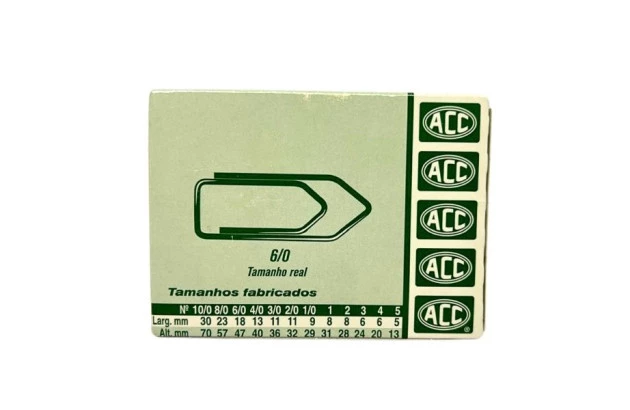 ACC
ACC
ACC
ACC
ACC®
6/0
Tamanho real
Tamanhos fabricados
Nº 10/0 8/0 6/0 4/0 3/0 2/0 1/0 1 2 3 4 5
Larg. mm 30 23 18 13 11 11 9 8 8 6 6 5
Alt. mm 70 57 47 40 36 32 29 31 28 24 20 13